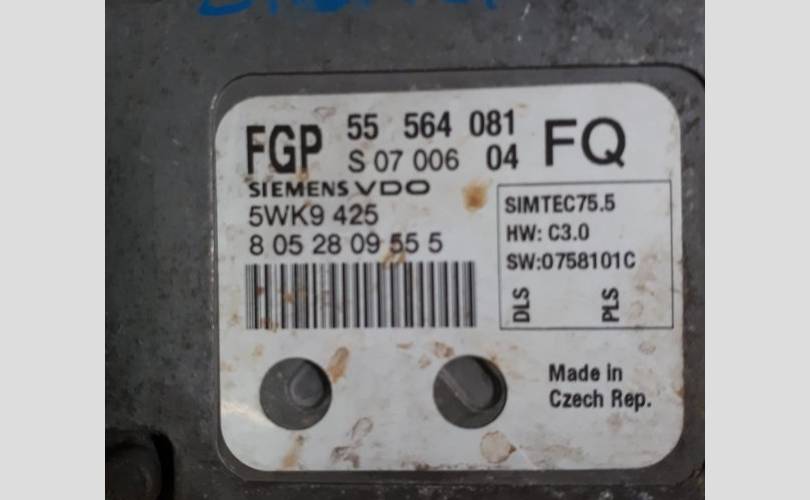 FGP 55 564 081 FQ
S 07 006 04
SIEMENS VDO
5WK9 425
8 05 28 09 55 5
SIMTEC75.5
HW: C3.0
SW:0758101C
DLS PLS
Made in
Czech Rep.